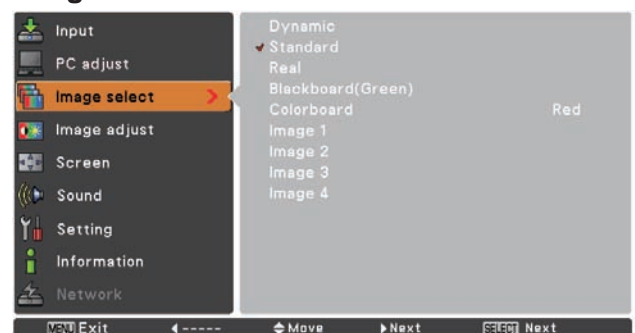 Input
PC adjust
Image select
Image adjust
Screen
Sound
Setting
Information
Network
Dynamic
Standard
Real
Blackboard(Green)
Colorboard Red
Image 1
Image 2
Image 3
Image 4
MENU Exit ----- Move Next SELECT Next